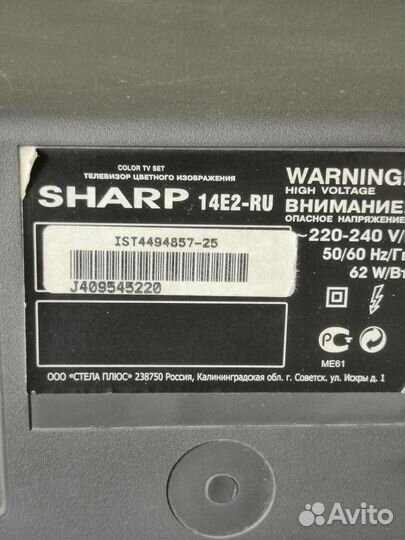 COLOR TV SET
ТЕЛЕВИЗОР ЦВЕТНОГО ИЗОБРАЖЕНИЯ
SHARP 14E2-RU
IST4494857-25
J409545220
WARNING:
HIGH VOLTAGE
ВНИМАНИЕ
ОПАСНОЕ НАПРЯЖЕНИЕ
~220-240 V/
50/60 Hz/Гц
62 W/Вт
РСТ
ME61
ООО «СТЕЛА ПЛЮС» 238750 Россия, Калининградская обл. г. Советск. ул. Искры д. 1
Avito